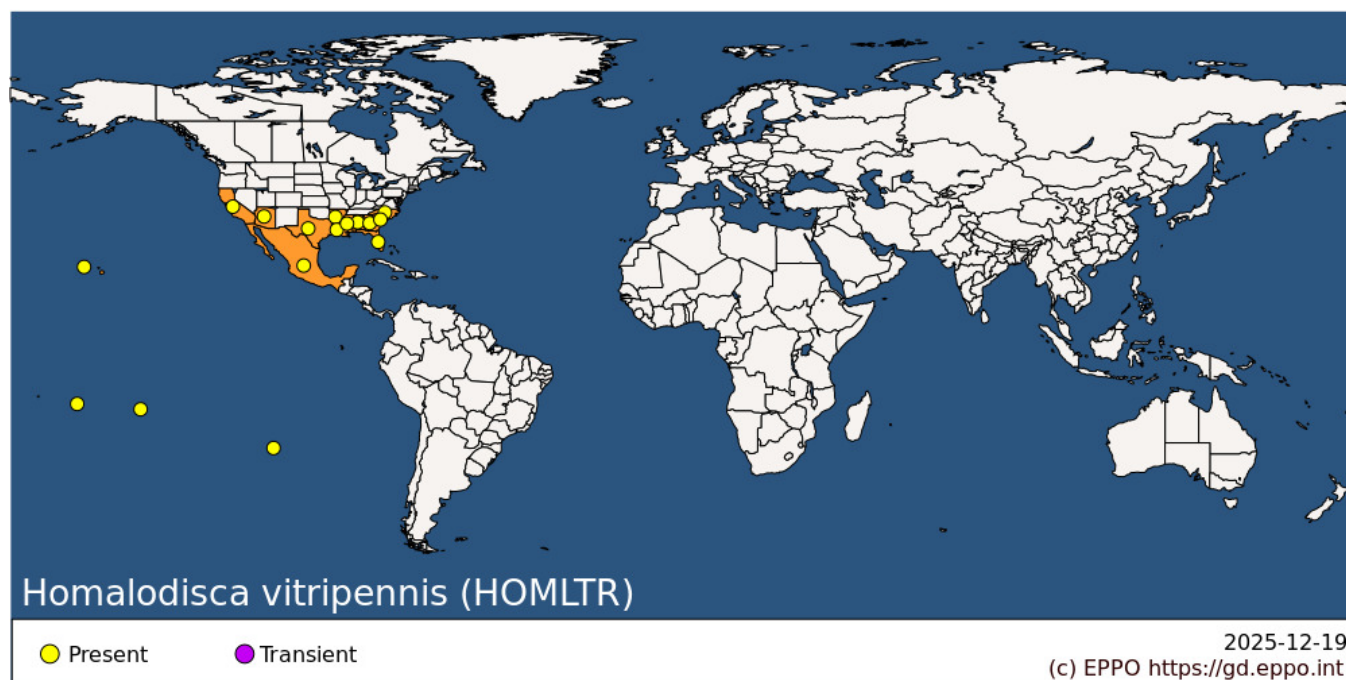 Homalodisca vitripennis (HOMLTR)
Present
Transient
2025-12-19
(c) EPPO https://gd.eppo.int